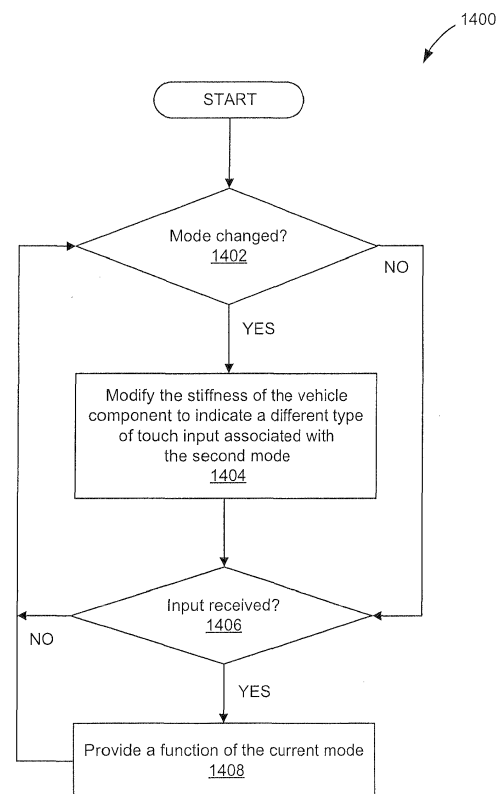 1400
START
Mode changed?
1402
NO
YES
Modify the stiffness of the vehicle
component to indicate a different type
of touch input associated with
the second mode
1404
Input received?
1406
NO
YES
Provide a function of the current mode
1408